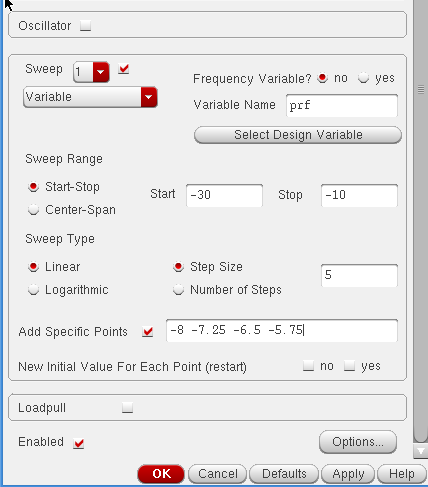 Oscillator
Sweep 1 Frequency Variable? no yes
Variable Variable Name prf
Select Design Variable
Sweep Range
Start-Stop Start -30 Stop -10
Center-Span
Sweep Type
Linear Step Size 5
Logarithmic Number of Steps
Add Specific Points -8 -7.25 -6.5 -5.75
New Initial Value For Each Point (restart) no yes
Loadpull
Enabled Options...
OK Cancel Defaults Apply Help